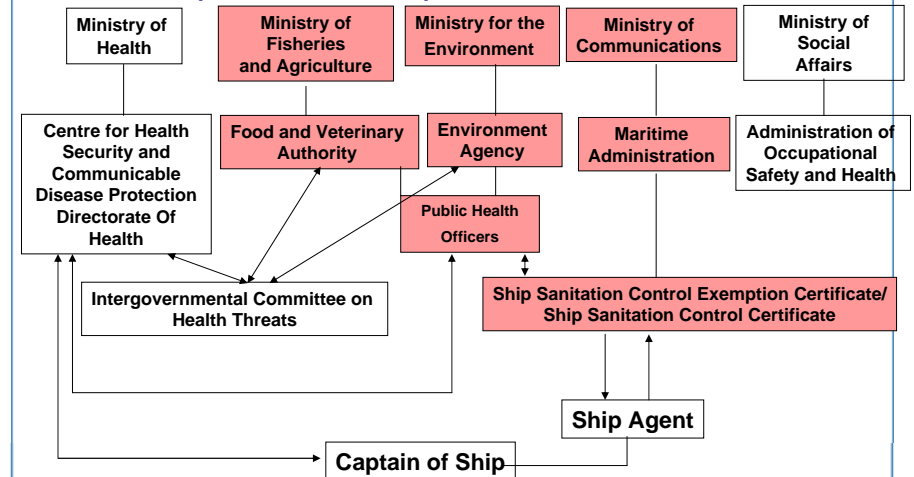 Ministry of
Health
Ministry of
Fisheries
and Agriculture
Ministry for the
Environment
Ministry of
Communications
Ministry of
Social
Affairs
Centre for Health
Security and
Communicable
Disease Protection
Directorate Of
Health
Food and Veterinary
Authority
Environment
Agency
Maritime
Administration
Administration of
Occupational
Safety and Health
Public Health
Officers
Intergovernmental Committee on
Health Threats
Ship Sanitation Control Exemption Certificate/
Ship Sanitation Control Certificate
Ship Agent
Captain of Ship